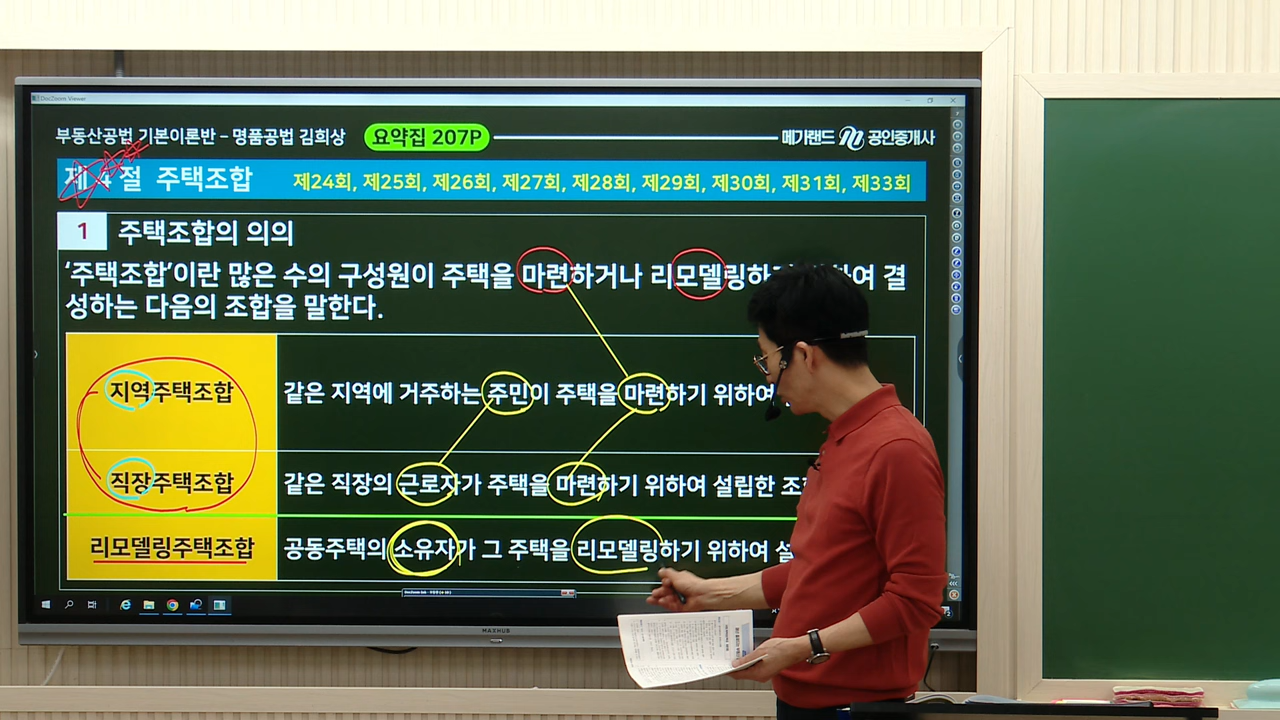 DocZoom Viewer
부동산공법 기본이론반 – 명품공법 김희상 요약집 207P 메가랜드 공인중개사
제4절 주택조합 제24회, 제25회, 제26회, 제27회, 제28회, 제29회, 제30회, 제31회, 제33회
1 주택조합의 의의
‘주택조합’이란 많은 수의 구성원이 주택을 마련하거나 리모델링하 여 결
성하는 다음의 조합을 말한다.
지역주택조합 같은 지역에 거주하는 주민이 주택을 마련하기 위하여
직장주택조합 같은 직장의 근로자가 주택을 마련하기 위하여 설립한 조
리모델링주택조합 공동주택의 소유자가 그 주택을 리모델링하기 위하여 설
MAXHUB